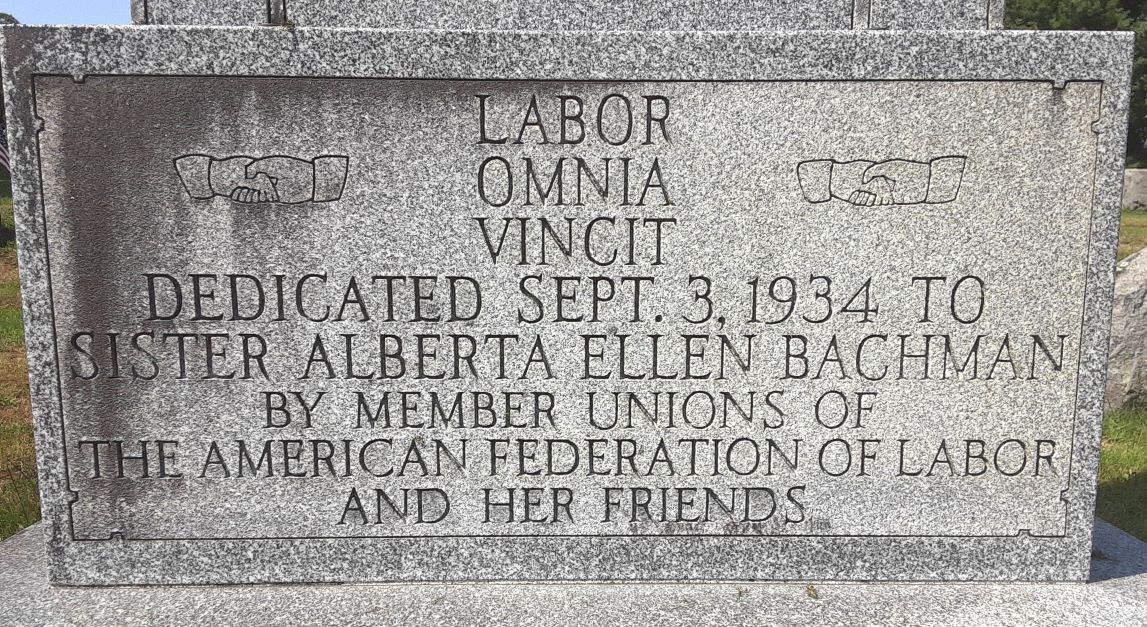 LABOR
OMNIA
VINCIT
DEDICATED SEPT. 3, 1934 TO
SISTER ALBERTA ELLEN BACHMAN
BY MEMBER UNIONS OF
THE AMERICAN FEDERATION OF LABOR
AND HER FRIENDS